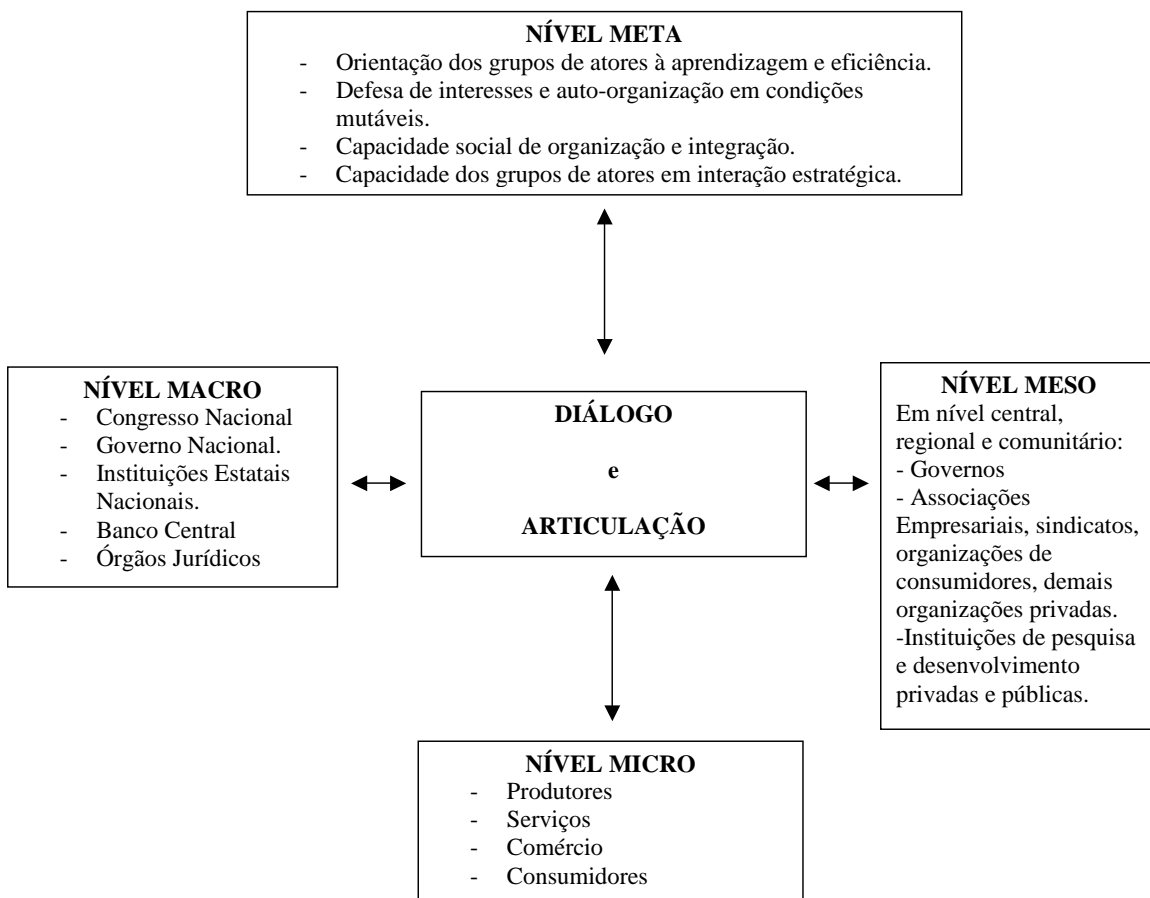 NÍVEL META
- Orientação dos grupos de atores à aprendizagem e eficiência.
- Defesa de interesses e auto-organização em condições
mutáveis.
- Capacidade social de organização e integração.
- Capacidade dos grupos de atores em interação estratégica.
NÍVEL MACRO
- Congresso Nacional
- Governo Nacional.
- Instituições Estatais
Nacionais.
- Banco Central
- Órgãos Jurídicos
DIÁLOGO
e
ARTICULAÇÃO
NÍVEL MESO
Em nível central,
regional e comunitário:
- Governos
- Associações
Empresariais, sindicatos,
organizações de
consumidores, demais
organizações privadas.
-Instituições de pesquisa
e desenvolvimento
privadas e públicas.
NÍVEL MICRO
- Produtores
- Serviços
- Comércio
- Consumidores